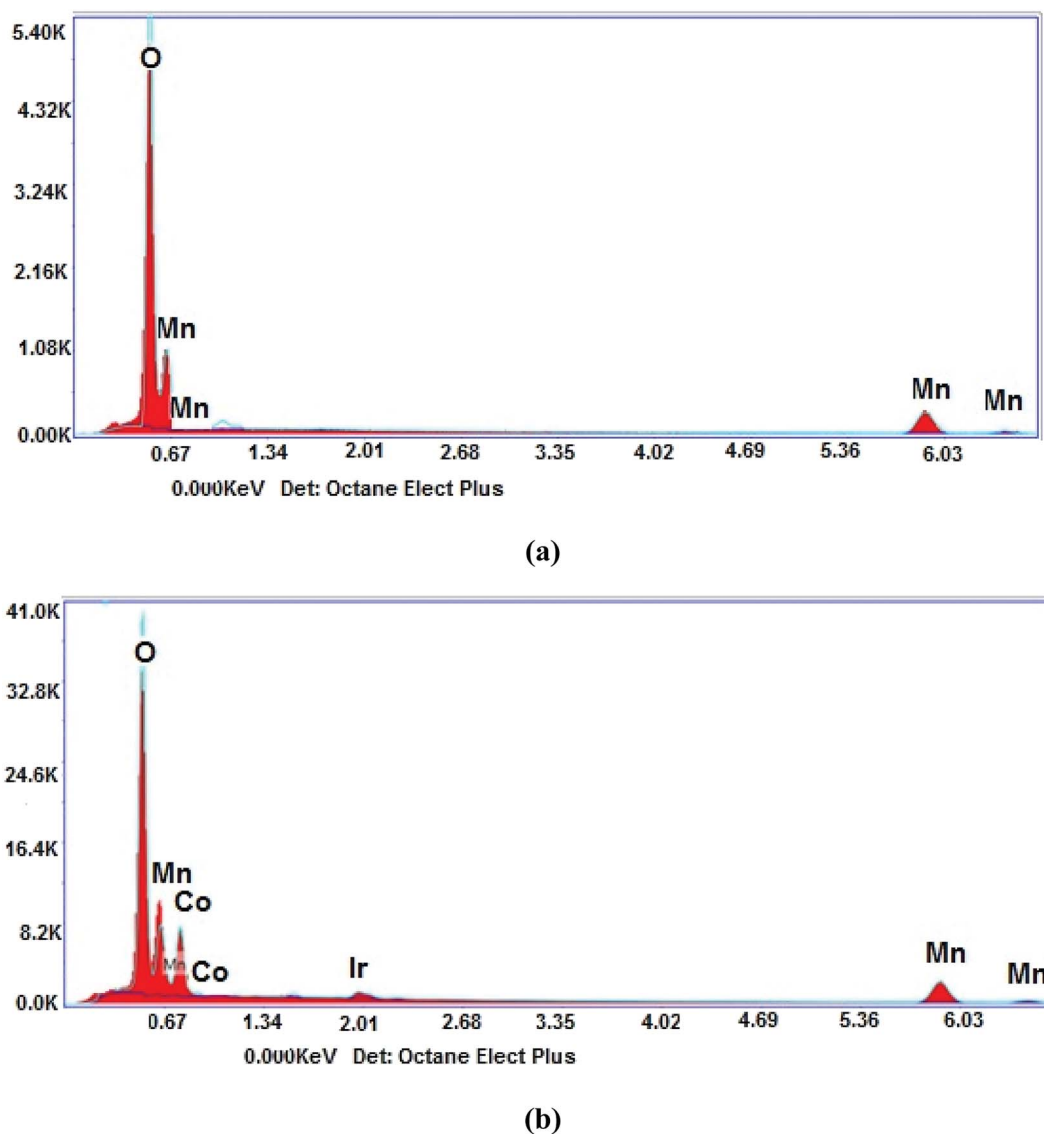 5.40K
O
4.32K
3.24K
2.16K
Mn
1.08K
Mn
Mn
Mn
0.00K
0.67 1.34 2.01 2.68 3.35 4.02 4.69 5.36 6.03
0.000KeV Det: Octane Elect Plus
(a)
41.0K
O
32.8K
24.6K
16.4K
Mn
Co
8.2K
Mn
Co
Ir
Mn
Mn
0.0K
0.67 1.34 2.01 2.68 3.35 4.02 4.69 5.36 6.03
0.000KeV Det: Octane Elect Plus
(b)